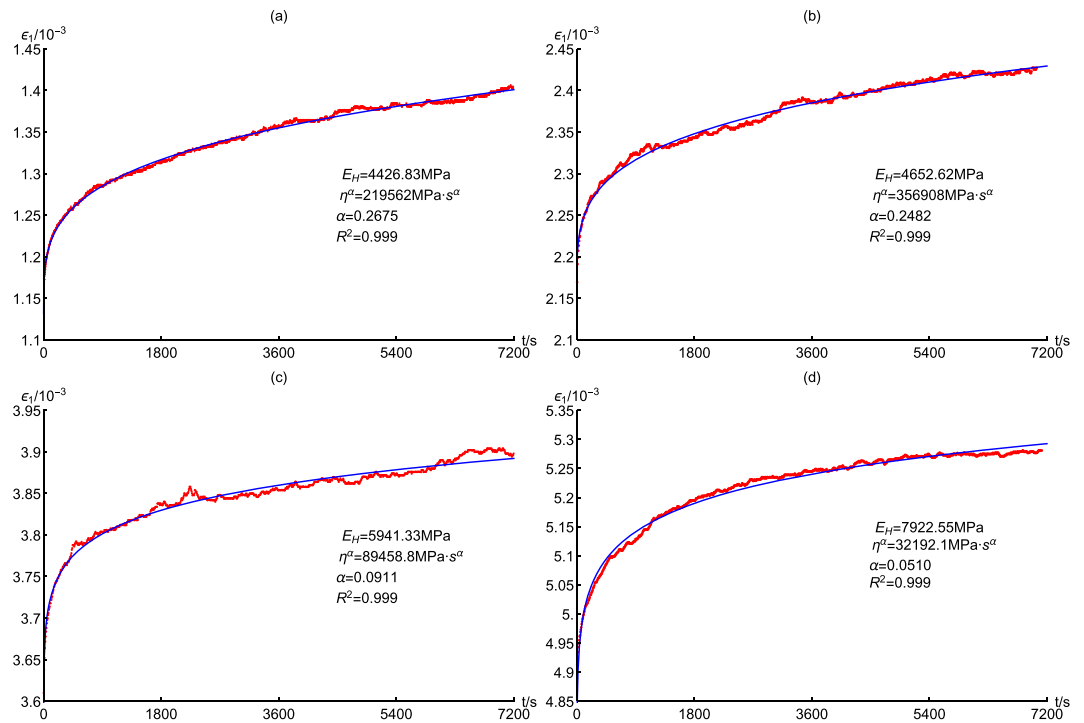 (a)
ϵ₁/10⁻³
1.45
1.4
1.35
1.3
1.25
1.2
1.15
1.1
0
1800
3600
5400
7200
t/s
E_H=4426.83MPa
η^α=219562MPa·s^α
α=0.2675
R²=0.999
(b)
ϵ₁/10⁻³
2.45
2.4
2.35
2.3
2.25
2.2
2.15
2.1
0
1800
3600
5400
7200
t/s
E_H=4652.62MPa
η^α=356908MPa·s^α
α=0.2482
R²=0.999
(c)
ϵ₁/10⁻³
3.95
3.9
3.85
3.8
3.75
3.7
3.65
3.6
0
1800
3600
5400
7200
t/s
E_H=5941.33MPa
η^α=89458.8MPa·s^α
α=0.0911
R²=0.999
(d)
ϵ₁/10⁻³
5.35
5.3
5.25
5.2
5.15
5.1
5.05
5
4.95
4.9
4.85
0
1800
3600
5400
7200
t/s
E_H=7922.55MPa
η^α=32192.1MPa·s^α
α=0.0510
R²=0.999